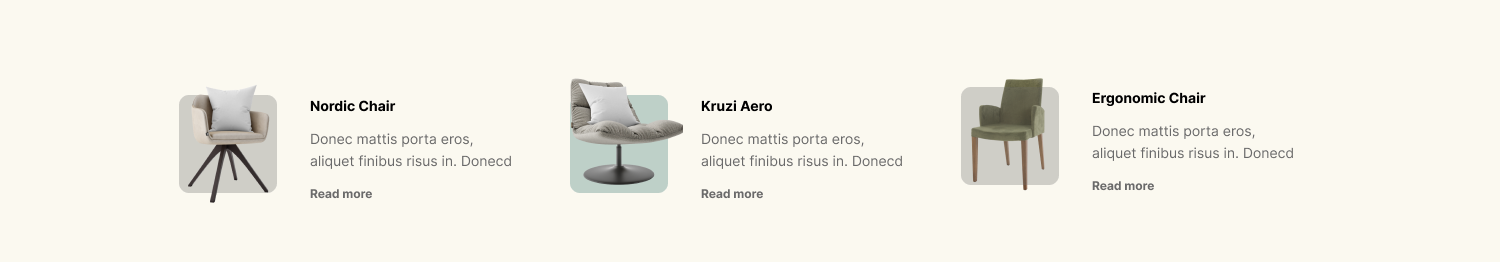 Nordic Chair
Donec mattis porta eros,
aliquet finibus risus in. Donecd
Read more
Kruzi Aero
Donec mattis porta eros,
aliquet finibus risus in. Donecd
Read more
Ergonomic Chair
Donec mattis porta eros,
aliquet finibus risus in. Donecd
Read more